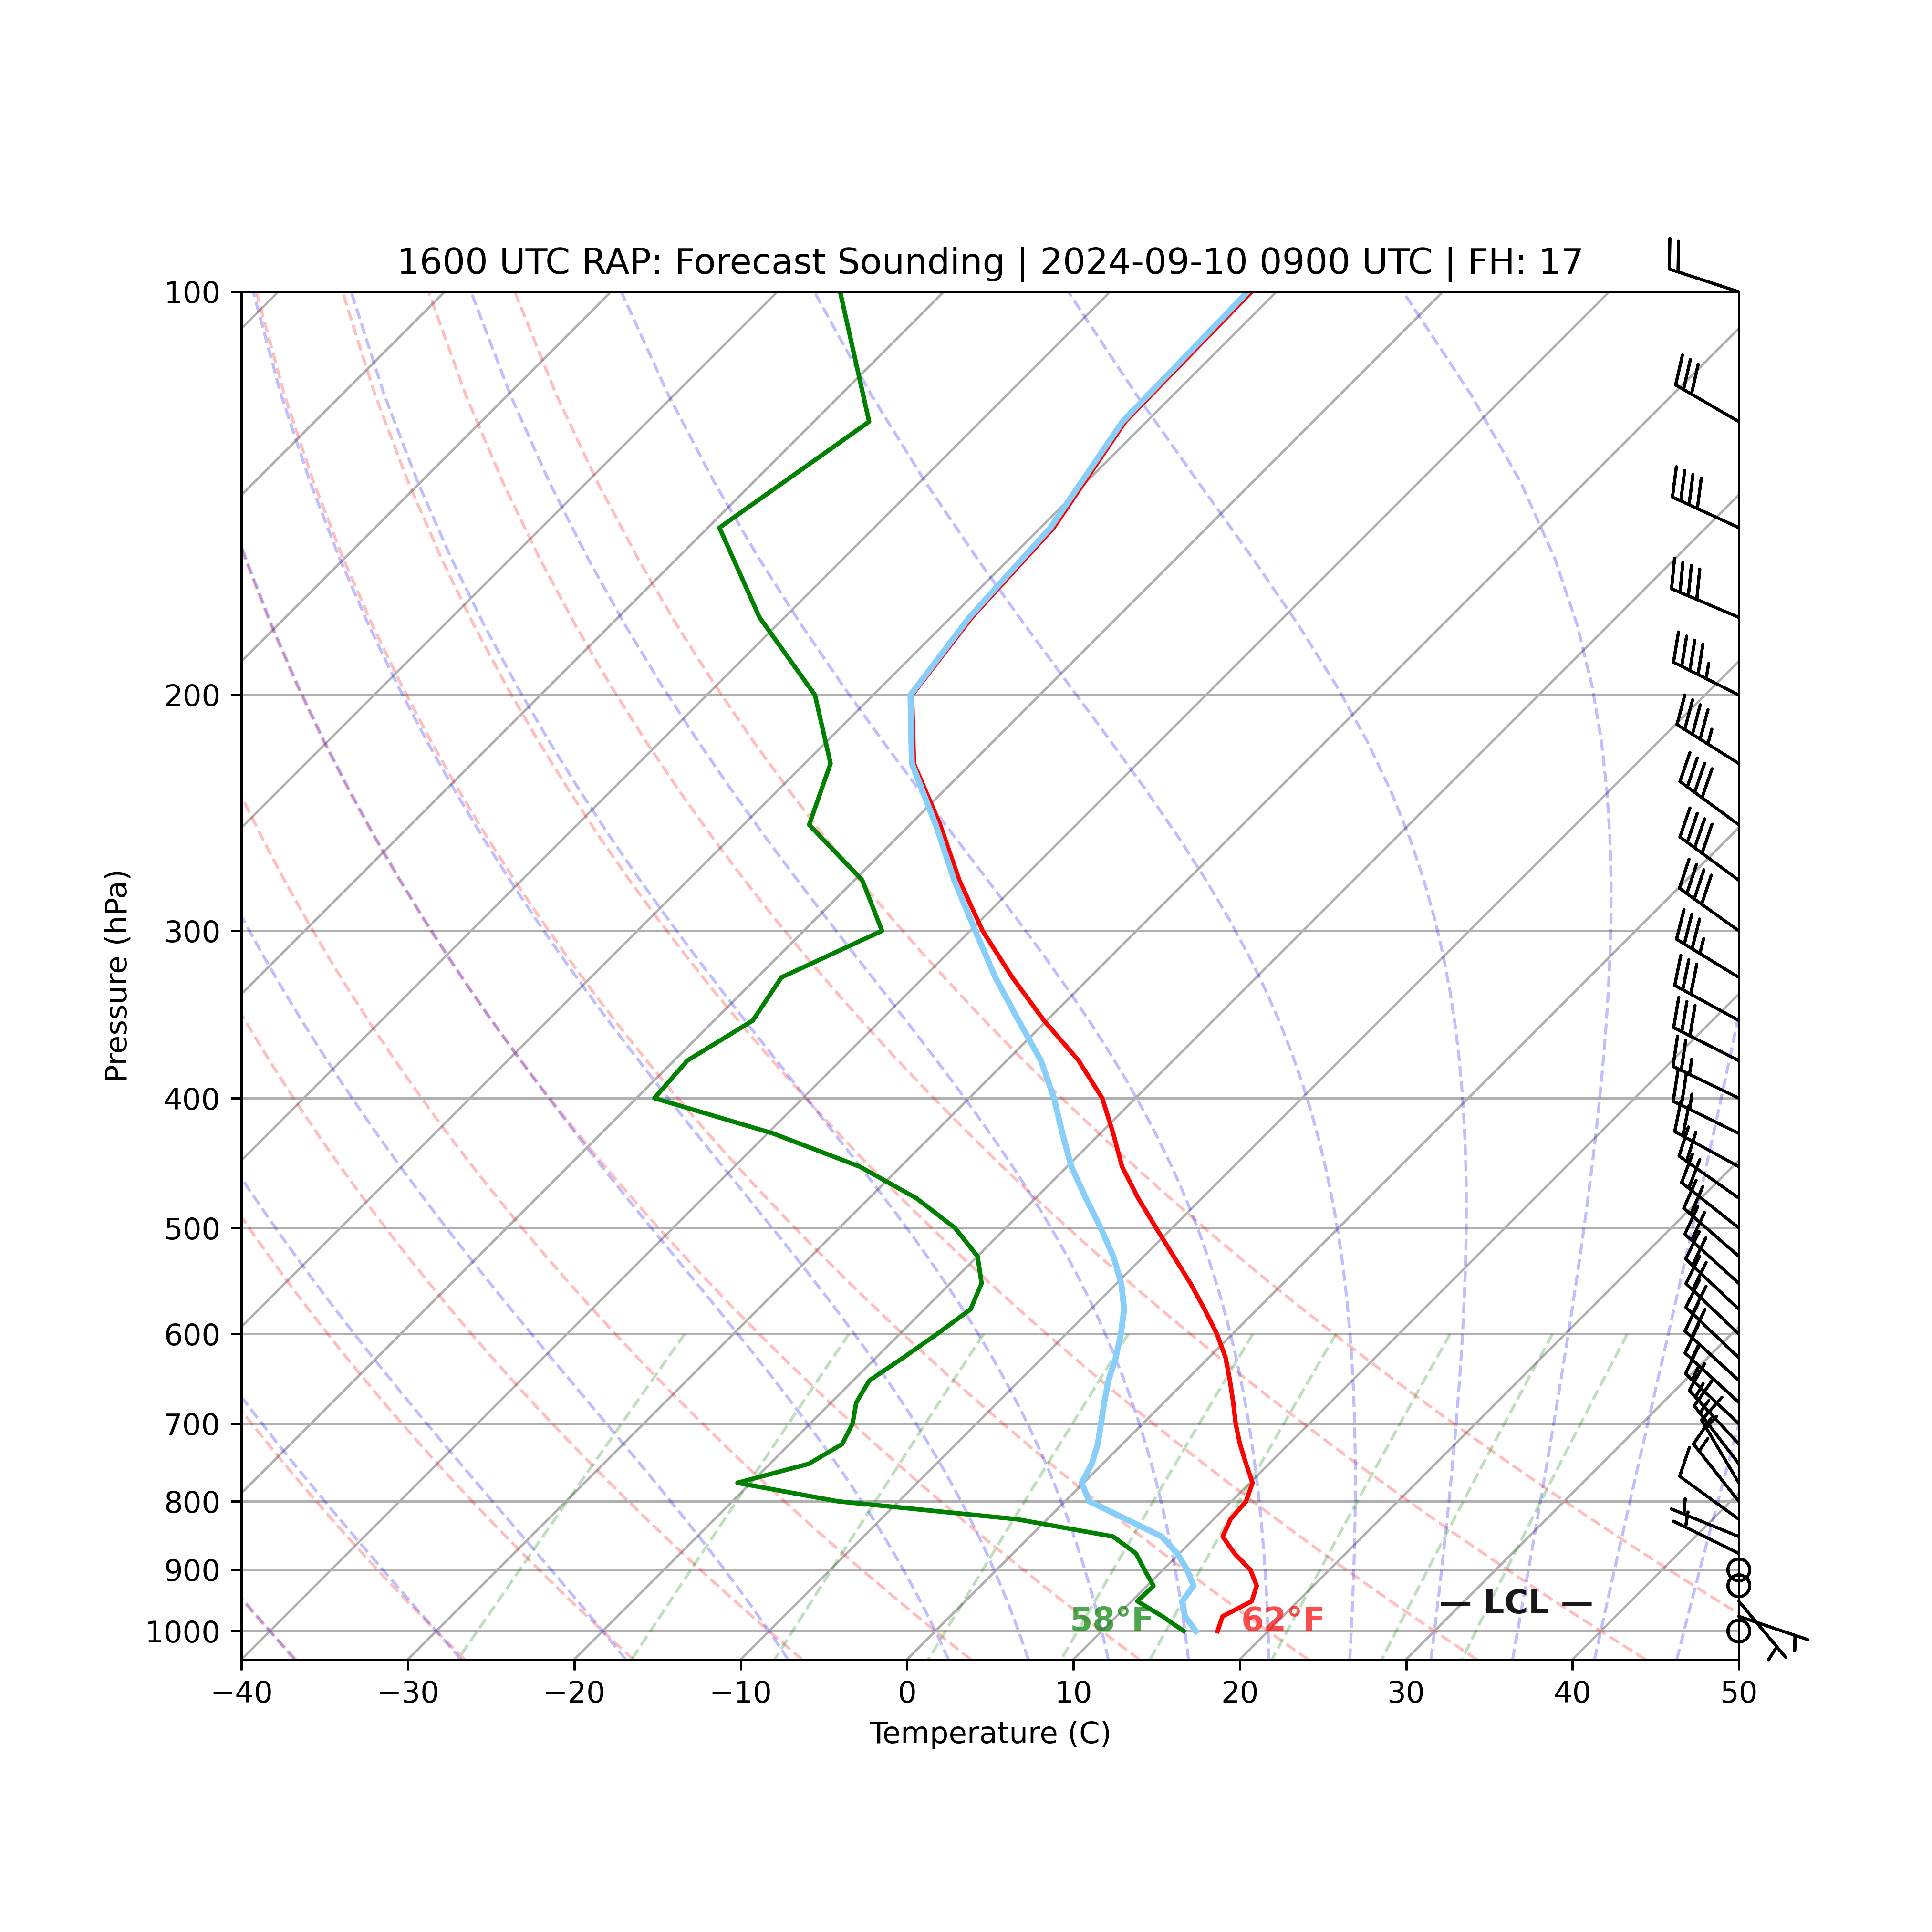 1600 UTC RAP: Forecast Sounding | 2024-09-10 0900 UTC | FH: 17
100
200
300
400
500
600
700
800
900
1000
Pressure (hPa)
58°F
62°F
— LCL —
−40 −30 −20 −10 0 10 20 30 40 50
Temperature (C)